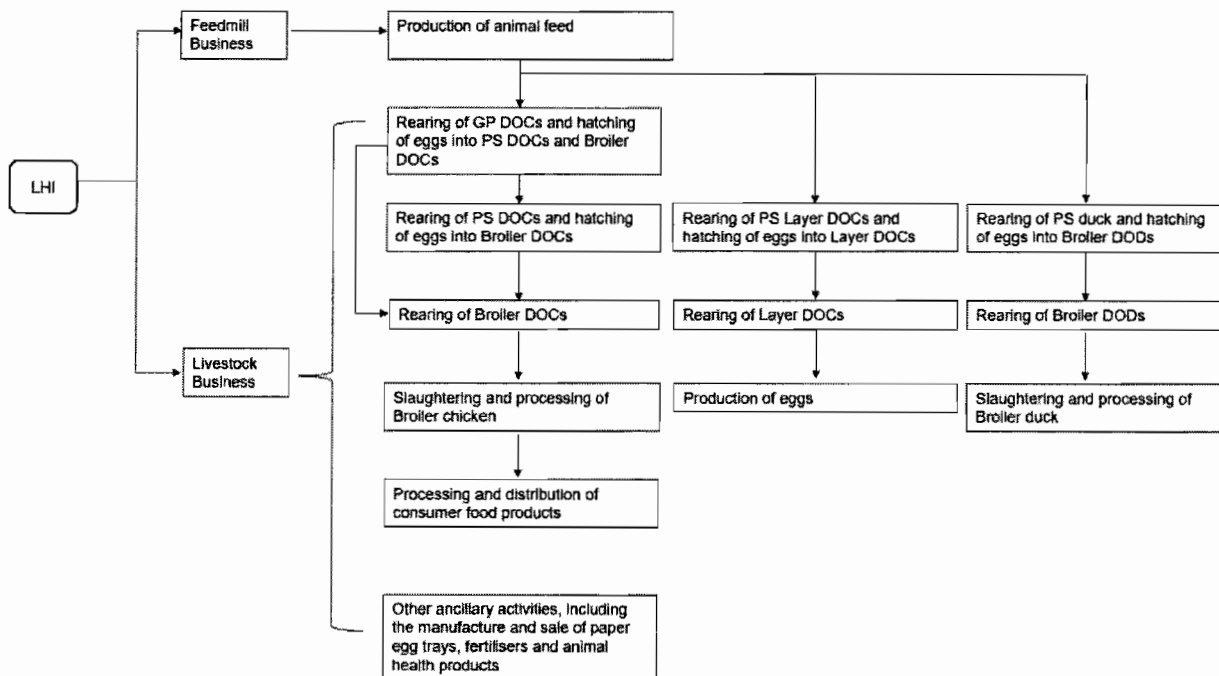 Feedmill
Business
Production of animal feed
Rearing of GP DOCs and hatching
of eggs into PS DOCs and Broiler
DOCs
LHI
Rearing of PS DOCs and hatching
of eggs into Broiler DOCs
Rearing of PS Layer DOCs and
hatching of eggs into Layer DOCs
Rearing of PS duck and hatching
of eggs into Broiler DODs
Rearing of Broiler DOCs
Rearing of Layer DOCs
Rearing of Broiler DODs
Livestock
Business
Slaughtering and processing of
Broiler chicken
Production of eggs
Slaughtering and processing of
Broiler duck
Processing and distribution of
consumer food products
Other ancillary activities, including
the manufacture and sale of paper
egg trays, fertilisers and animal
health products